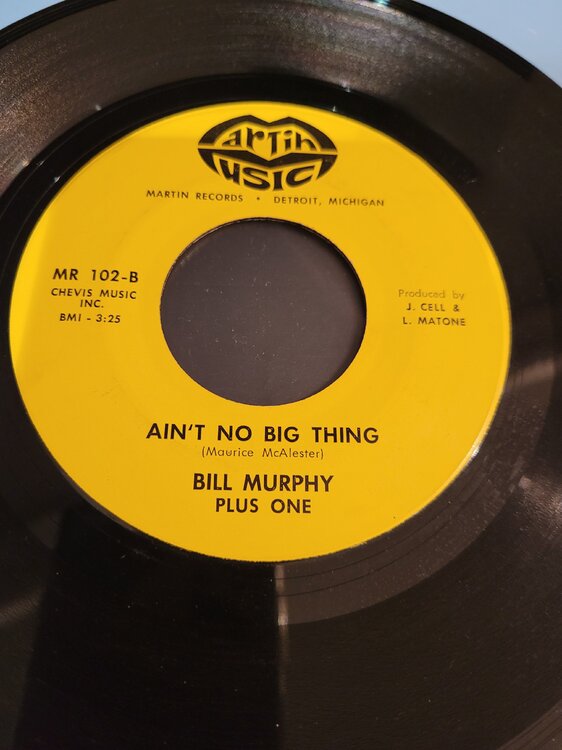 Martin
Music
MARTIN RECORDS • DETROIT, MICHIGAN
MR 102-B
CHEVIS MUSIC
INC.
BMI - 3:25
Produced by
J. CELL &
L. MATONE
AIN'T NO BIG THING
(Maurice McAlester)
BILL MURPHY
PLUS ONE